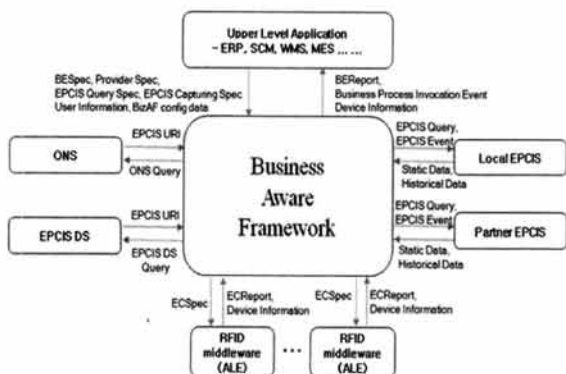 Upper Level Application
- ERP, SCM, WMS, MES ... ...
BESpec, Provider Spec,
EPCIS Query Spec, EPCIS Capturing Spec
User Information, BizAF config data
BEReport,
Business Process Invocation Event
Device Information
EPCIS URI
ONS
ONS Query
EPCIS URI
EPCIS DS
EPCIS DS
Query
Business
Aware
Framework
EPCIS Query,
EPCIS Event
Local EPCIS
Static Data,
Historical Data
EPCIS Query,
EPCIS Event
Partner EPCIS
Static Data,
Historical Data
ECSpec
ECReport,
Device Information
ECSpec
ECReport,
Device Information
RFID
middleware
(ALE)
...
RFID
middleware
(ALE)